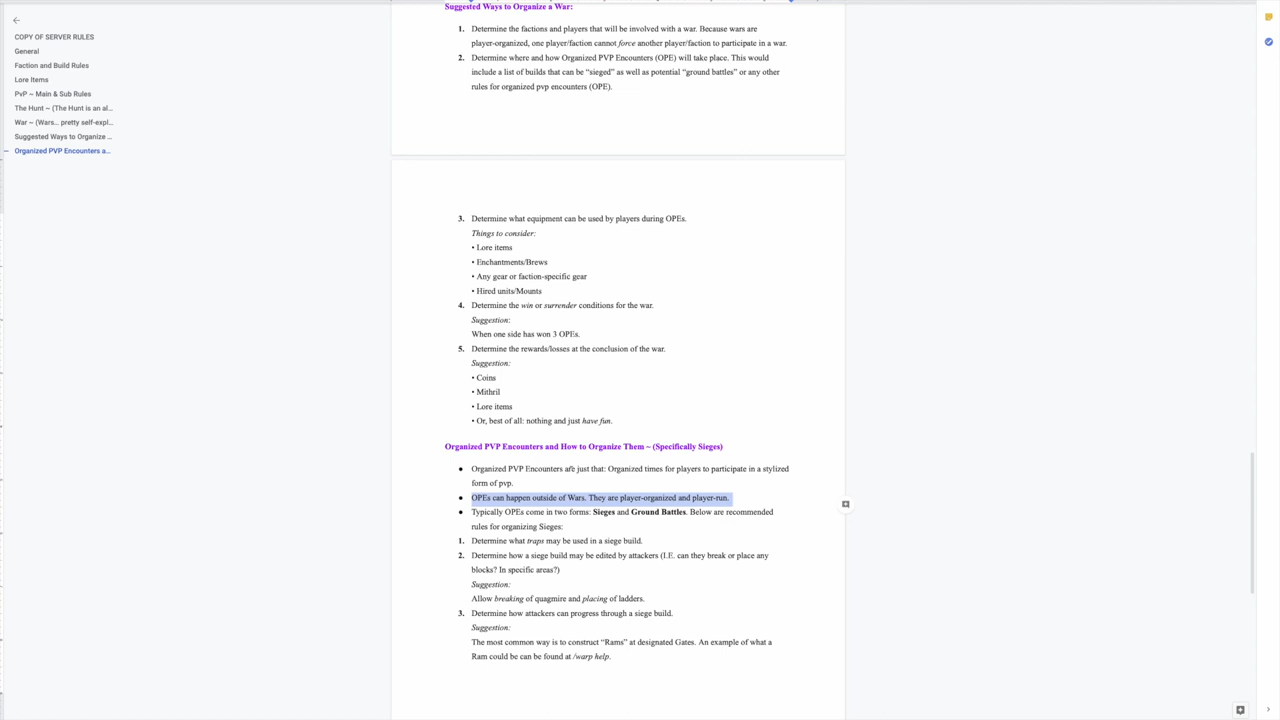 COPY OF SERVER RULES
General
Faction and Build Rules
Lore Items
PvP ~ Main & Sub Rules
The Hunt ~ (The Hunt is an al...
War ~ (Wars... pretty self-expl...
Suggested Ways to Organize ...
Organized PVP Encounters a...
Suggested Ways to Organize a War:
1. Determine the factions and players that will be involved with a war. Because wars are
player-organized, one player/faction cannot force another player/faction to participate in a war.
2. Determine where and how Organized PVP Encounters (OPE) will take place. This would
include a list of builds that can be “sieged” as well as potential “ground battles” or any other
rules for organized pvp encounters (OPE).
3. Determine what equipment can be used by players during OPEs.
Things to consider:
• Lore items
• Enchantments/Brews
• Any gear or faction-specific gear
• Hired units/Mounts
4. Determine the win or surrender conditions for the war.
Suggestion:
When one side has won 3 OPEs.
5. Determine the rewards/losses at the conclusion of the war.
Suggestion:
• Coins
• Mithril
• Lore items
• Or, best of all: nothing and just have fun.
Organized PVP Encounters and How to Organize Them ~ (Specifically Sieges)
● Organized PVP Encounters are just that: Organized times for players to participate in a stylized
form of pvp.
● OPEs can happen outside of Wars. They are player-organized and player-run.
● Typically OPEs come in two forms: Sieges and Ground Battles. Below are recommended
rules for organizing Sieges:
1. Determine what traps may be used in a siege build.
2. Determine how a siege build may be edited by attackers (I.E. can they break or place any
blocks? In specific areas?)
Suggestion:
Allow breaking of quagmire and placing of ladders.
3. Determine how attackers can progress through a siege build.
Suggestion:
The most common way is to construct “Rams” at designated Gates. An example of what a
Ram could be can be found at /warp help.